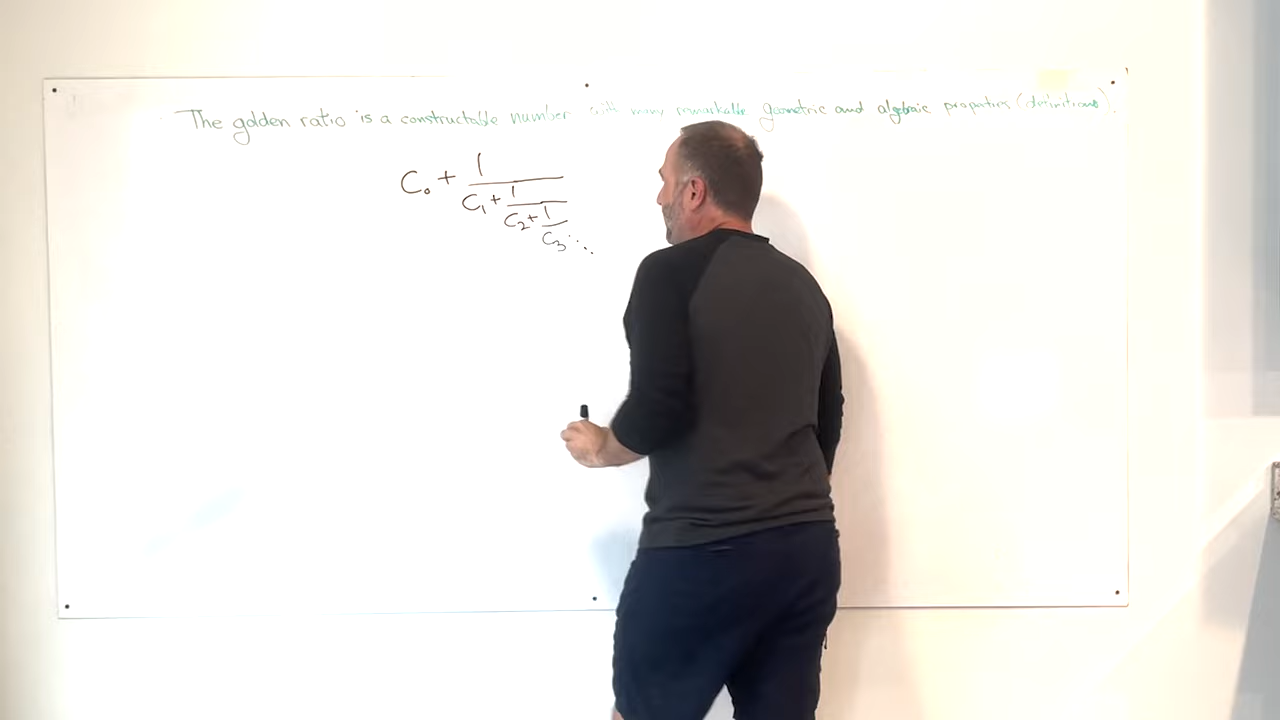 The golden ratio is a constructable number with many remarkable geometric and algebraic properties (definitions).
C₀ + 1
C₁ + 1
C₂ + 1
C₃ ⋱